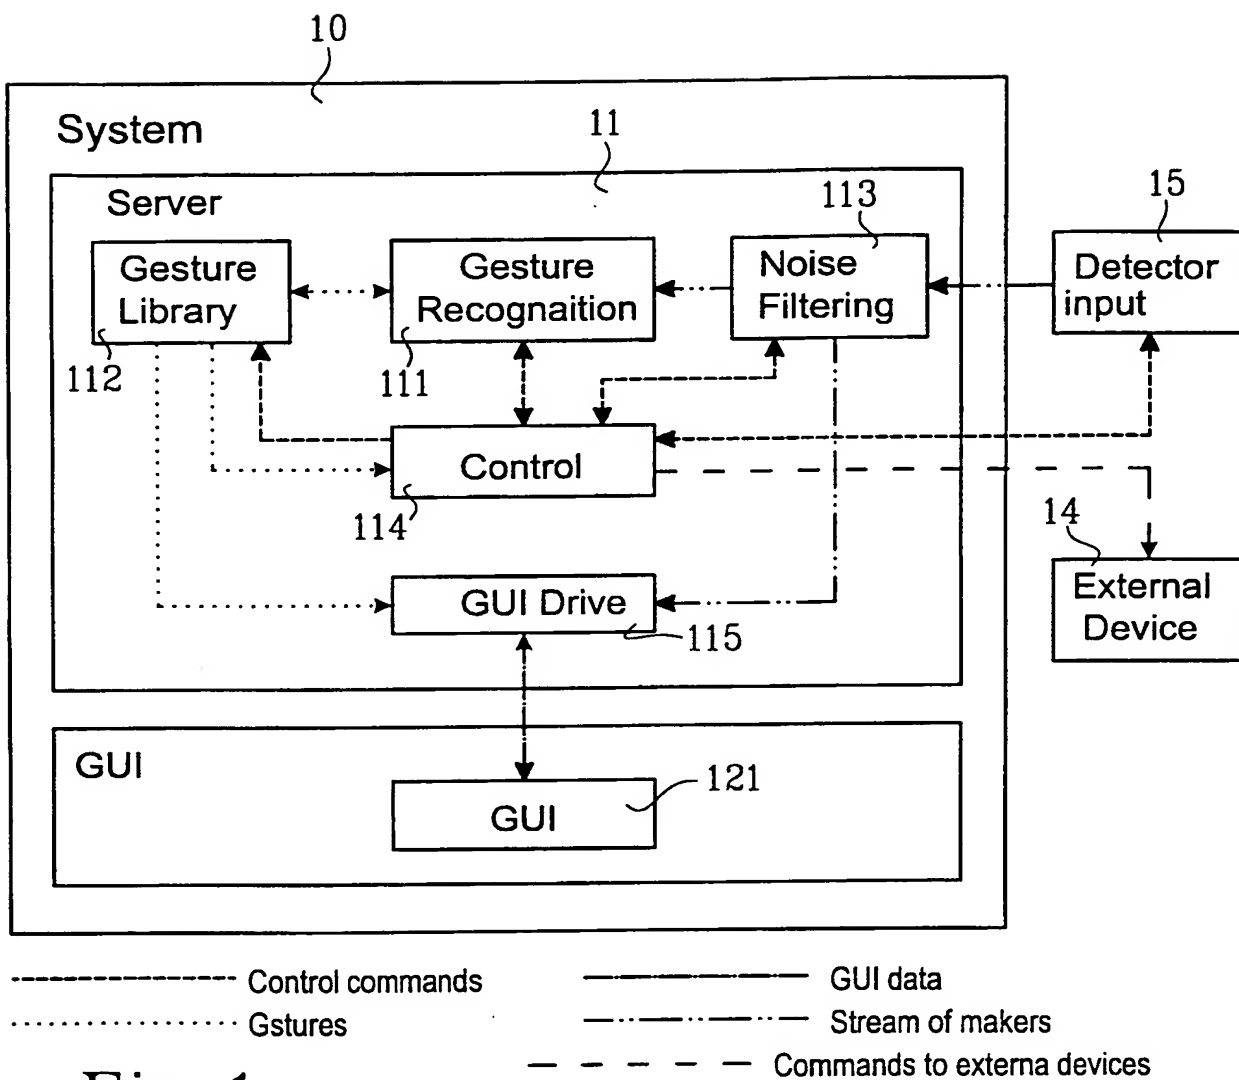 10
System
11
Server
113
15
Gesture
Library
Gesture
Recognaition
Noise
Filtering
Detector
input
112
111
Control
114
14
GUI Drive
115
External
Device
GUI
121
GUI
Control commands
GUI data
Gstures
Stream of makers
Commands to externa devices